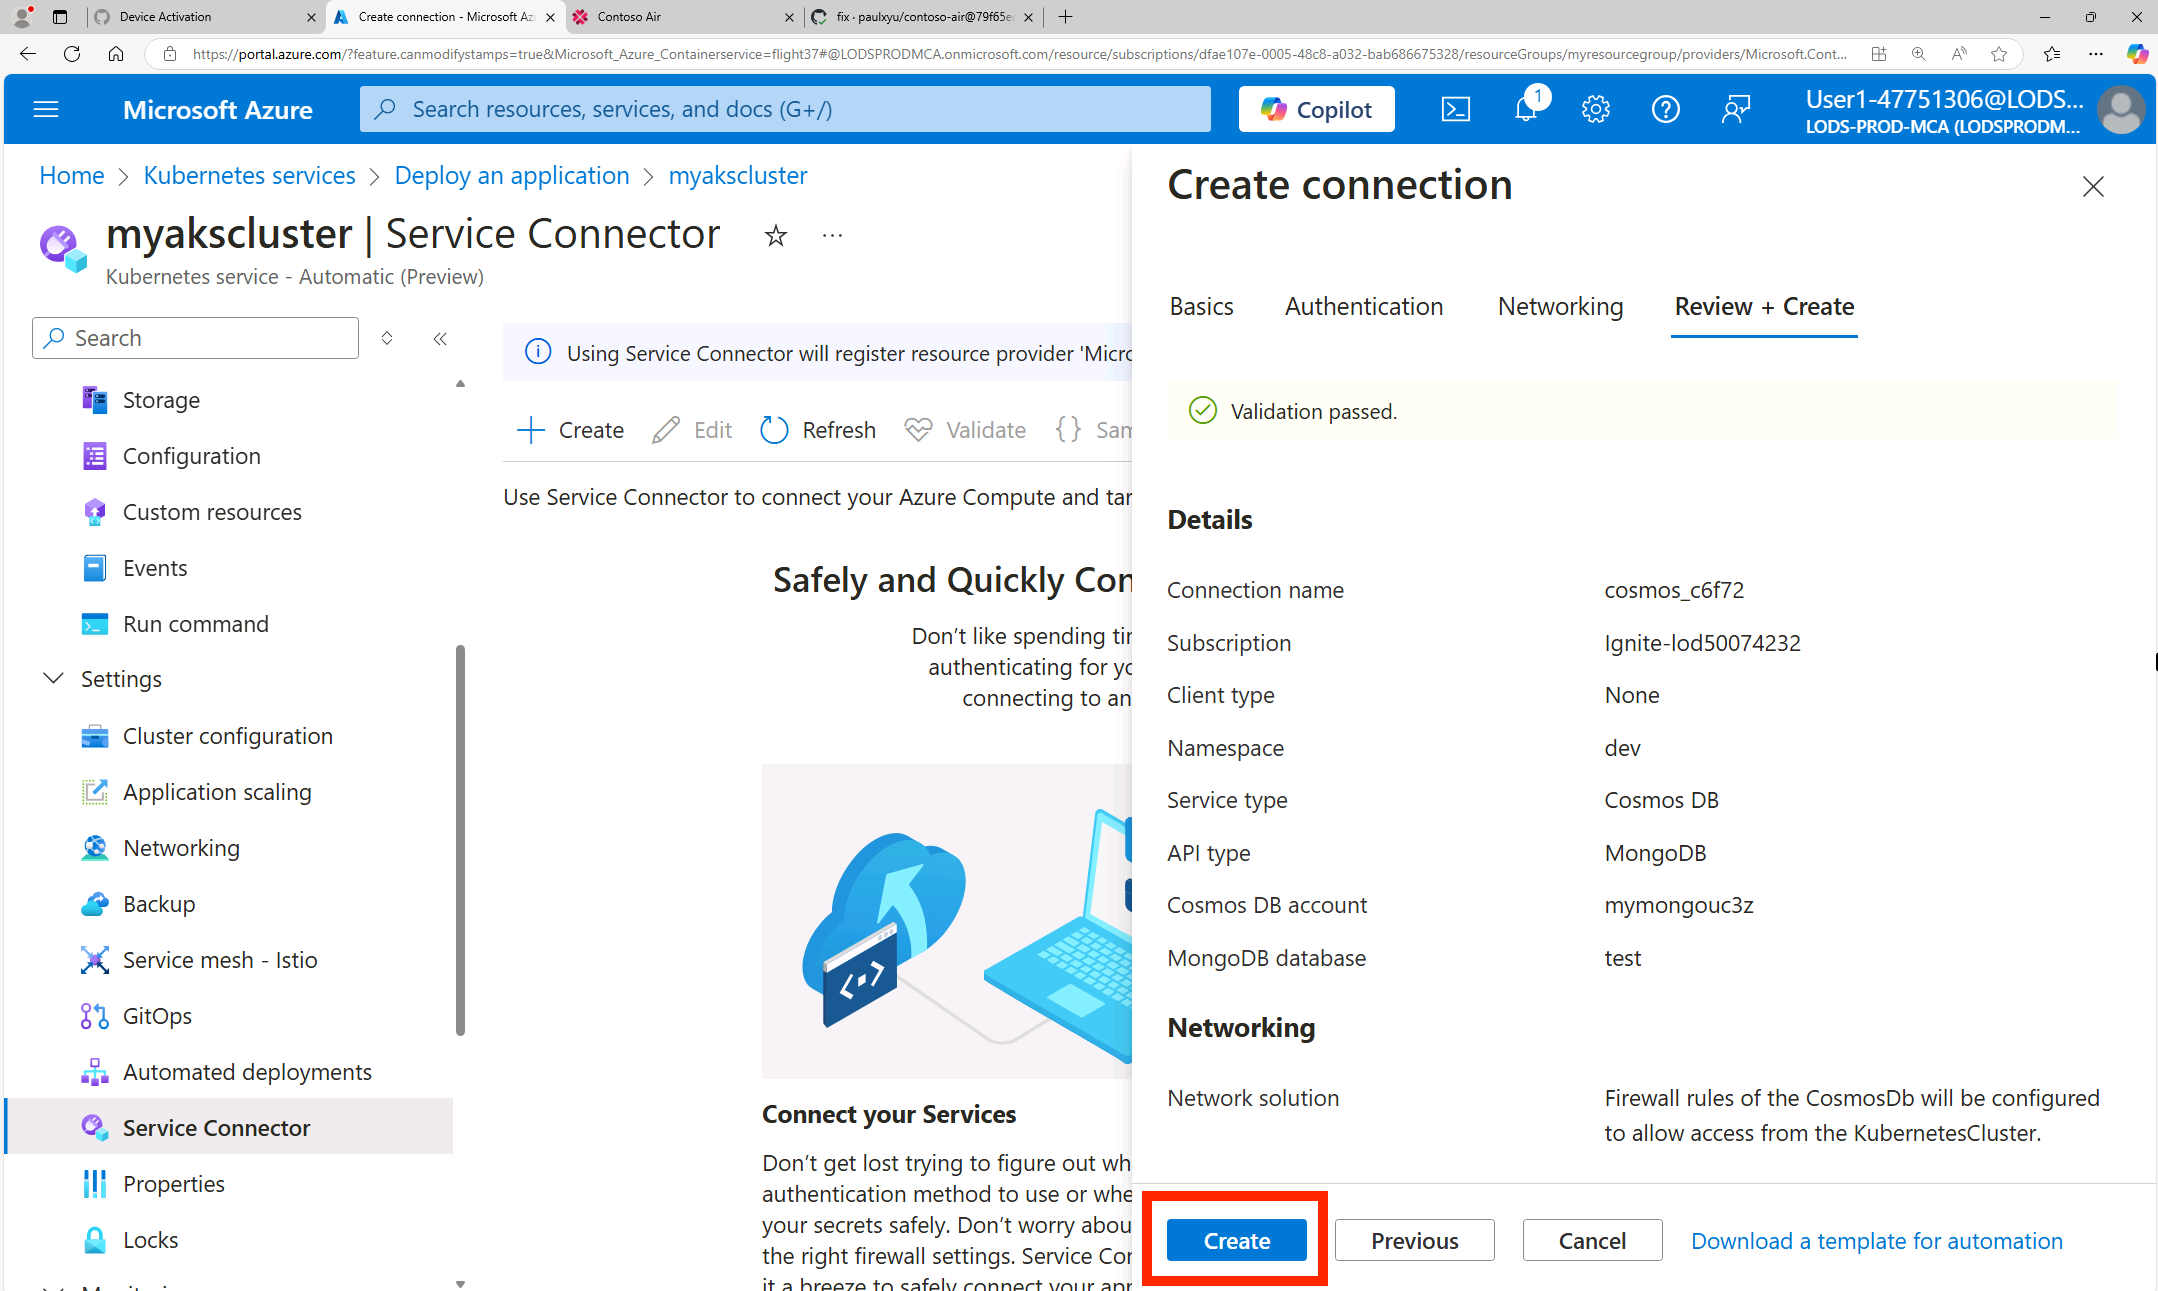 Device Activation
Create connection - Microsoft Az
Contoso Air
fix · paulxyu/contoso-air@79f65e
https://portal.azure.com/?feature.canmodifystamps=true&Microsoft_Azure_Containerservice=flight37#@LODSPRODMCA.onmicrosoft.com/resource/subscriptions/dfae107e-0005-48c8-a032-bab686675328/resourceGroups/myresourcegroup/providers/Microsoft.Cont...
Microsoft Azure
Search resources, services, and docs (G+/)
Copilot
1
User1-47751306@LODS...
LODS-PROD-MCA (LODSPRODM...
Home > Kubernetes services > Deploy an application > myakscluster
myakscluster | Service Connector
Kubernetes service - Automatic (Preview)
Search
Storage
Configuration
Custom resources
Events
Run command
Settings
Cluster configuration
Application scaling
Networking
Backup
Service mesh - Istio
GitOps
Automated deployments
Service Connector
Properties
Locks
Using Service Connector will register resource provider 'Micro
Create
Edit
Refresh
Validate
Sam
Use Service Connector to connect your Azure Compute and tar
Safely and Quickly Con
Don't like spending tir
authenticating for yo
connecting to an
Connect your Services
Don't get lost trying to figure out wh
authentication method to use or whe
your secrets safely. Don't worry abou
the right firewall settings. Service Cor
it a breeze to safely connect your app
Create connection
Basics
Authentication
Networking
Review + Create
Validation passed.
Details
Connection name cosmos_c6f72
Subscription Ignite-lod50074232
Client type None
Namespace dev
Service type Cosmos DB
API type MongoDB
Cosmos DB account mymongouc3z
MongoDB database test
Networking
Network solution Firewall rules of the CosmosDb will be configured
to allow access from the KubernetesCluster.
Create
Previous
Cancel
Download a template for automation